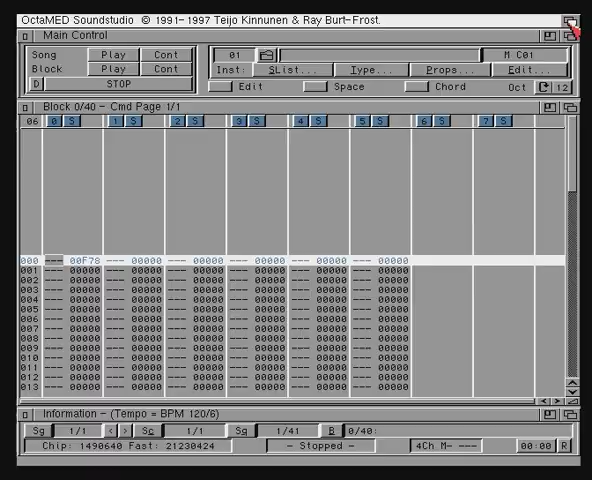 OctaMED Soundstudio © 1991-1997 Teijo Kinnunen & Ray Burt-Frost.
Main Control
Song Play Cont 01 M C01
Block Play Cont Inst: SList... Type... Props... Edit...
D STOP Edit Space Chord Oct 12
Block 0/40 - Cmd Page 1/1
06 0 S 1 S 2 S 3 S 4 S 5 S 6 S 7 S
000 --- 00F78 --- 00000 --- 00000 --- 00000 --- 00000 --- 00000
001 --- 00000 --- 00000 --- 00000 --- 00000 --- 00000 --- 00000
002 --- 00000 --- 00000 --- 00000 --- 00000 --- 00000 --- 00000
003 --- 00000 --- 00000 --- 00000 --- 00000 --- 00000 --- 00000
004 --- 00000 --- 00000 --- 00000 --- 00000 --- 00000 --- 00000
005 --- 00000 --- 00000 --- 00000 --- 00000 --- 00000 --- 00000
006 --- 00000 --- 00000 --- 00000 --- 00000 --- 00000 --- 00000
007 --- 00000 --- 00000 --- 00000 --- 00000 --- 00000 --- 00000
008 --- 00000 --- 00000 --- 00000 --- 00000 --- 00000 --- 00000
009 --- 00000 --- 00000 --- 00000 --- 00000 --- 00000 --- 00000
010 --- 00000 --- 00000 --- 00000 --- 00000 --- 00000 --- 00000
011 --- 00000 --- 00000 --- 00000 --- 00000 --- 00000 --- 00000
012 --- 00000 --- 00000 --- 00000 --- 00000 --- 00000 --- 00000
013 --- 00000 --- 00000 --- 00000 --- 00000 --- 00000 --- 00000
Information - (Tempo = BPM 120/6)
Sg 1/1 < > Sc 1/1 Sq 1/41 B 0/40:
Chip: 1490640 Fast: 21230424 - Stopped - 4Ch M- --- 00:00 R